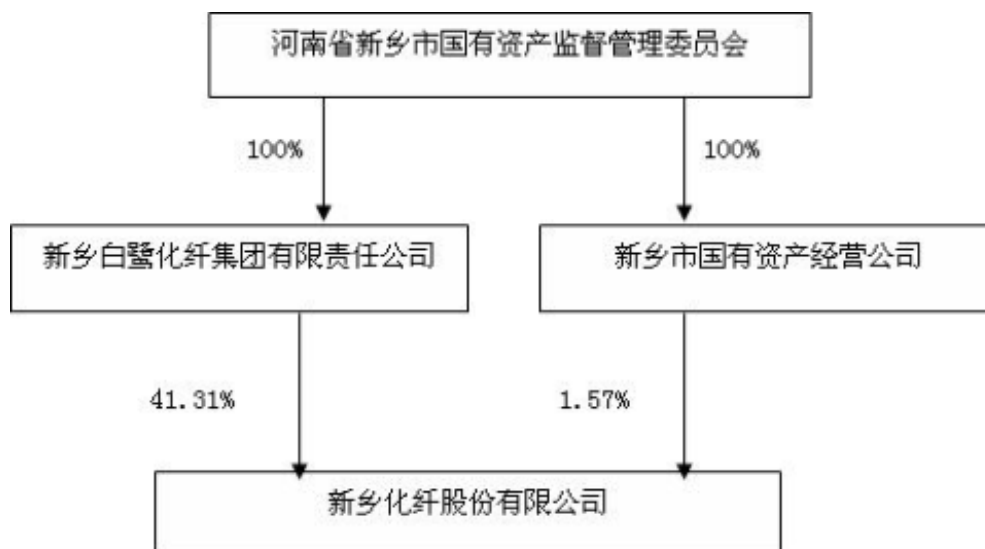 河南省新乡市国有资产监督管理委员会
100%
100%
新乡白鹭化纤集团有限责任公司
新乡市国有资产经营公司
41.31%
1.57%
新乡化纤股份有限公司